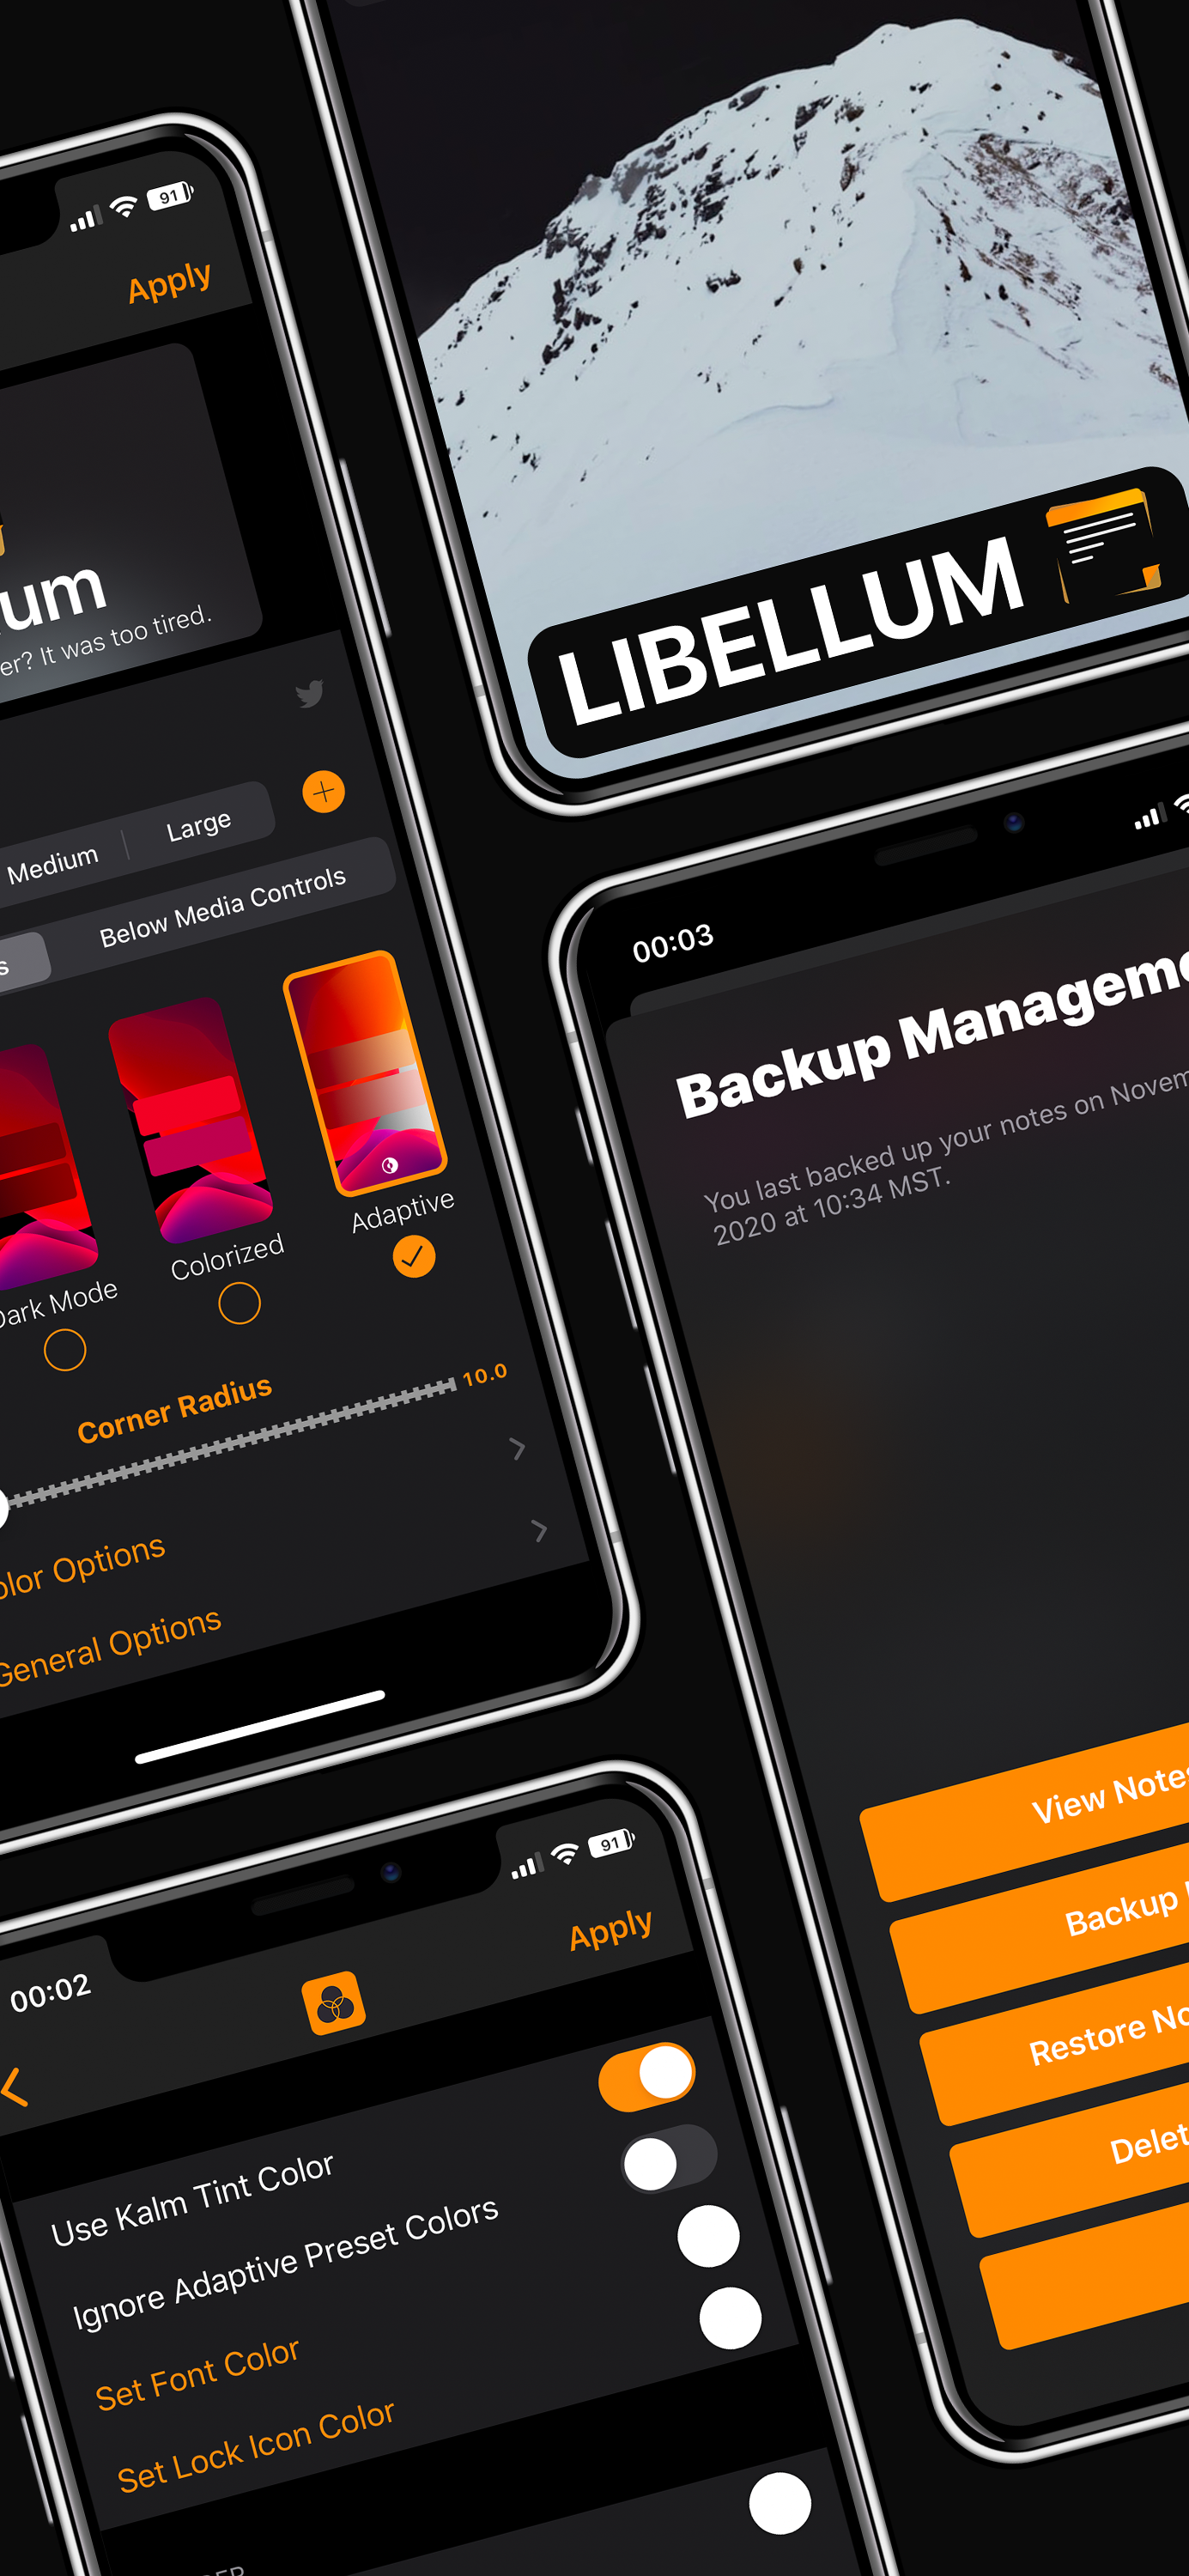 91
Apply
um
er? It was too tired.
Medium
Large
s
Below Media Controls
Dark Mode
Colorized
Adaptive
Corner Radius
10.0
olor Options
General Options
LIBELLUM
00:03
Backup Manageme
You last backed up your notes on Novem
2020 at 10:34 MST.
View Notes
Backup
Restore No
Delet
00:02
91
Apply
Use Kalm Tint Color
Ignore Adaptive Preset Colors
Set Font Color
Set Lock Icon Color